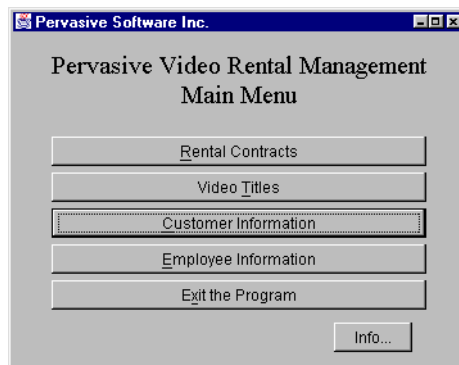 Pervasive Software Inc.
Pervasive Video Rental Management
Main Menu
Rental Contracts
Video Titles
Customer Information
Employee Information
Exit the Program
Info...